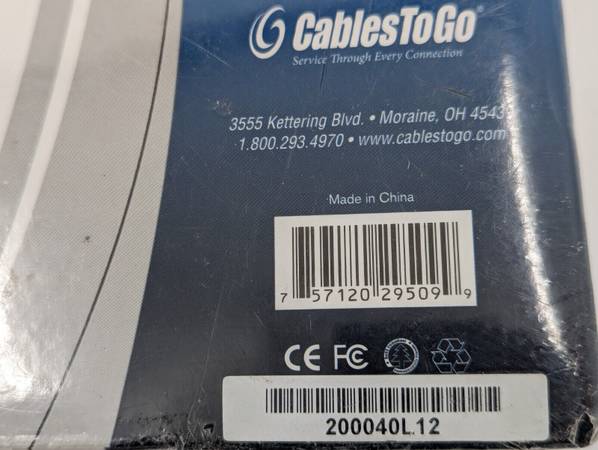 CablesToGo®
Service Through Every Connection
3555 Kettering Blvd. • Moraine, OH 4543
1.800.293.4970 • www.cablestogo.com
Made in China
7 57120 29509 9
CE FC
200040L.12